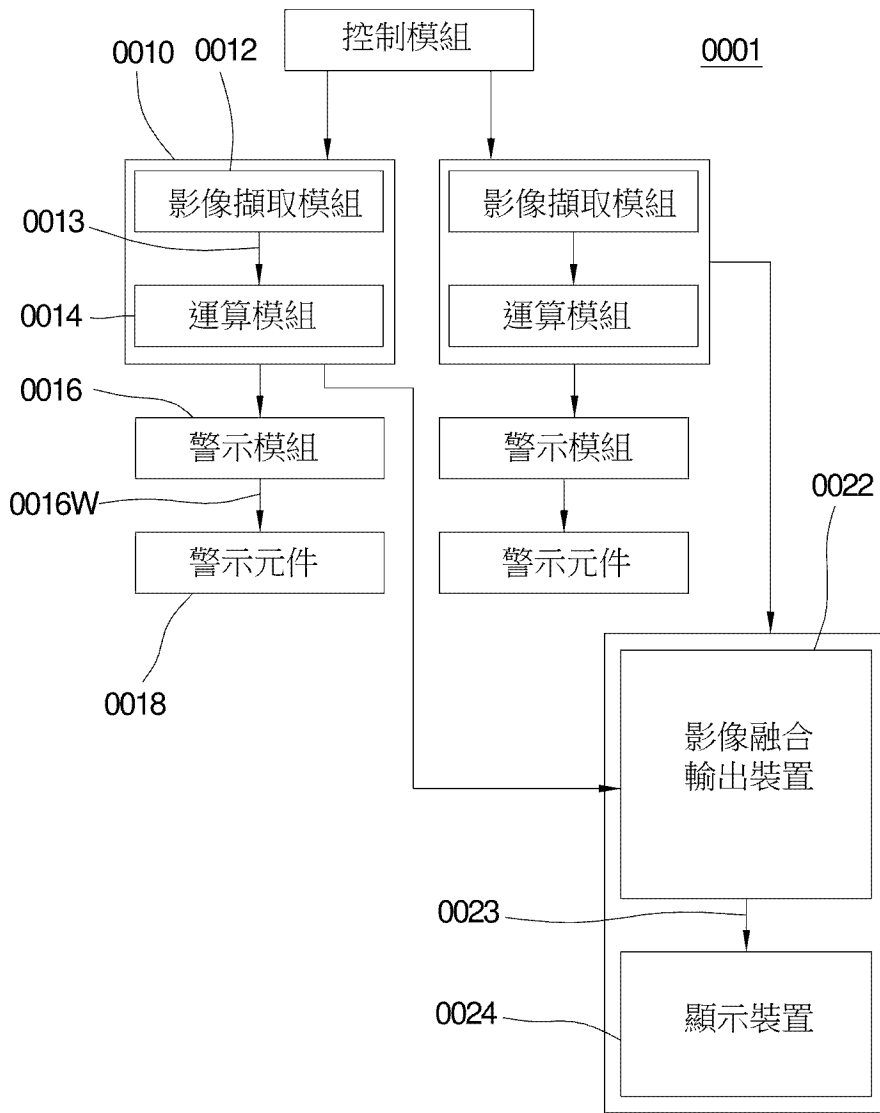 控制模組
0001
0010
0012
影像擷取模組
影像擷取模組
0013
0014
運算模組
運算模組
0016
警示模組
警示模組
0016W
0022
警示元件
警示元件
0018
影像融合
輸出裝置
0023
0024
顯示裝置